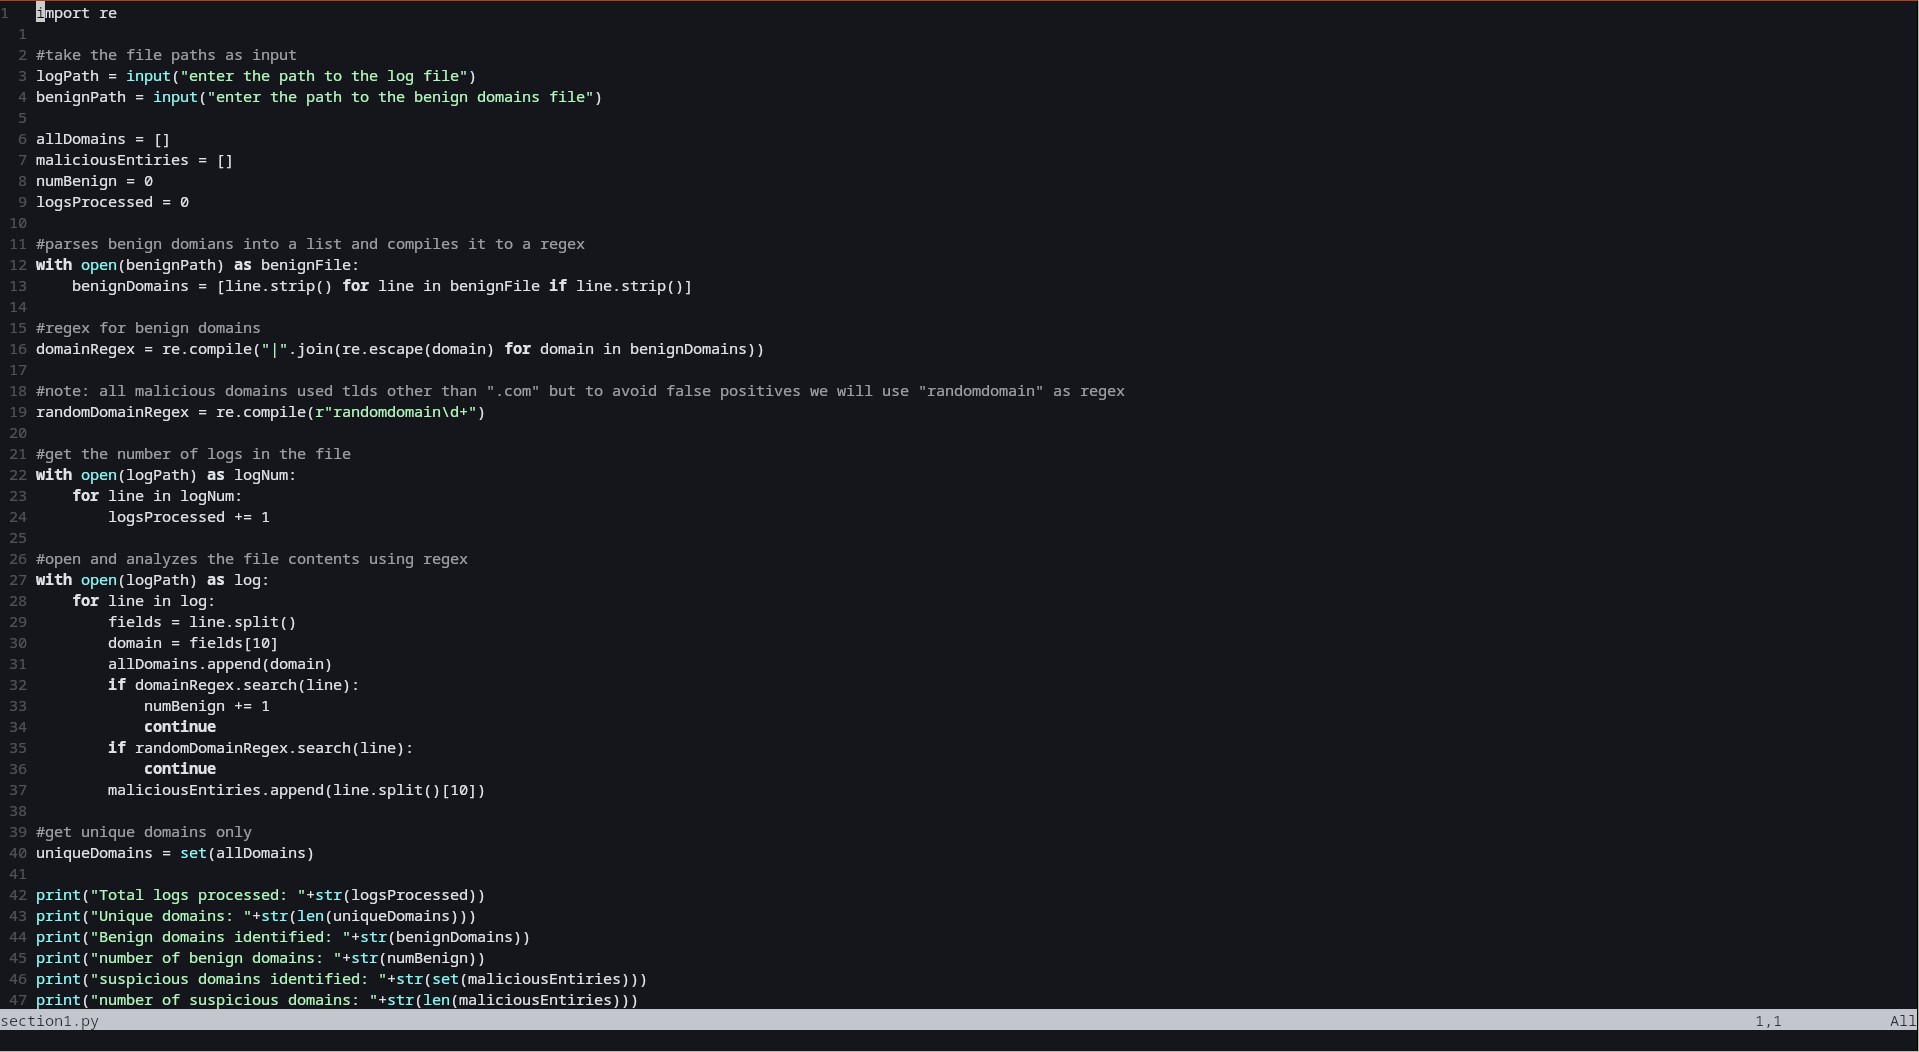 1   import re
  1
  2 #take the file paths as input
  3 logPath = input("enter the path to the log file")
  4 benignPath = input("enter the path to the benign domains file")
  5
  6 allDomains = []
  7 maliciousEntiries = []
  8 numBenign = 0
  9 logsProcessed = 0
 10
 11 #parses benign domians into a list and compiles it to a regex
 12 with open(benignPath) as benignFile:
 13     benignDomains = [line.strip() for line in benignFile if line.strip()]
 14
 15 #regex for benign domains
 16 domainRegex = re.compile("|".join(re.escape(domain) for domain in benignDomains))
 17
 18 #note: all malicious domains used tlds other than ".com" but to avoid false positives we will use "randomdomain" as regex
 19 randomDomainRegex = re.compile(r"randomdomain\d+")
 20
 21 #get the number of logs in the file
 22 with open(logPath) as logNum:
 23     for line in logNum:
 24         logsProcessed += 1
 25
 26 #open and analyzes the file contents using regex
 27 with open(logPath) as log:
 28     for line in log:
 29         fields = line.split()
 30         domain = fields[10]
 31         allDomains.append(domain)
 32         if domainRegex.search(line):
 33             numBenign += 1
 34             continue
 35         if randomDomainRegex.search(line):
 36             continue
 37         maliciousEntiries.append(line.split()[10])
 38
 39 #get unique domains only
 40 uniqueDomains = set(allDomains)
 41
 42 print("Total logs processed: "+str(logsProcessed))
 43 print("Unique domains: "+str(len(uniqueDomains)))
 44 print("Benign domains identified: "+str(benignDomains))
 45 print("number of benign domains: "+str(numBenign))
 46 print("suspicious domains identified: "+str(set(maliciousEntiries)))
 47 print("number of suspicious domains: "+str(len(maliciousEntiries)))
section1.py 1,1 All